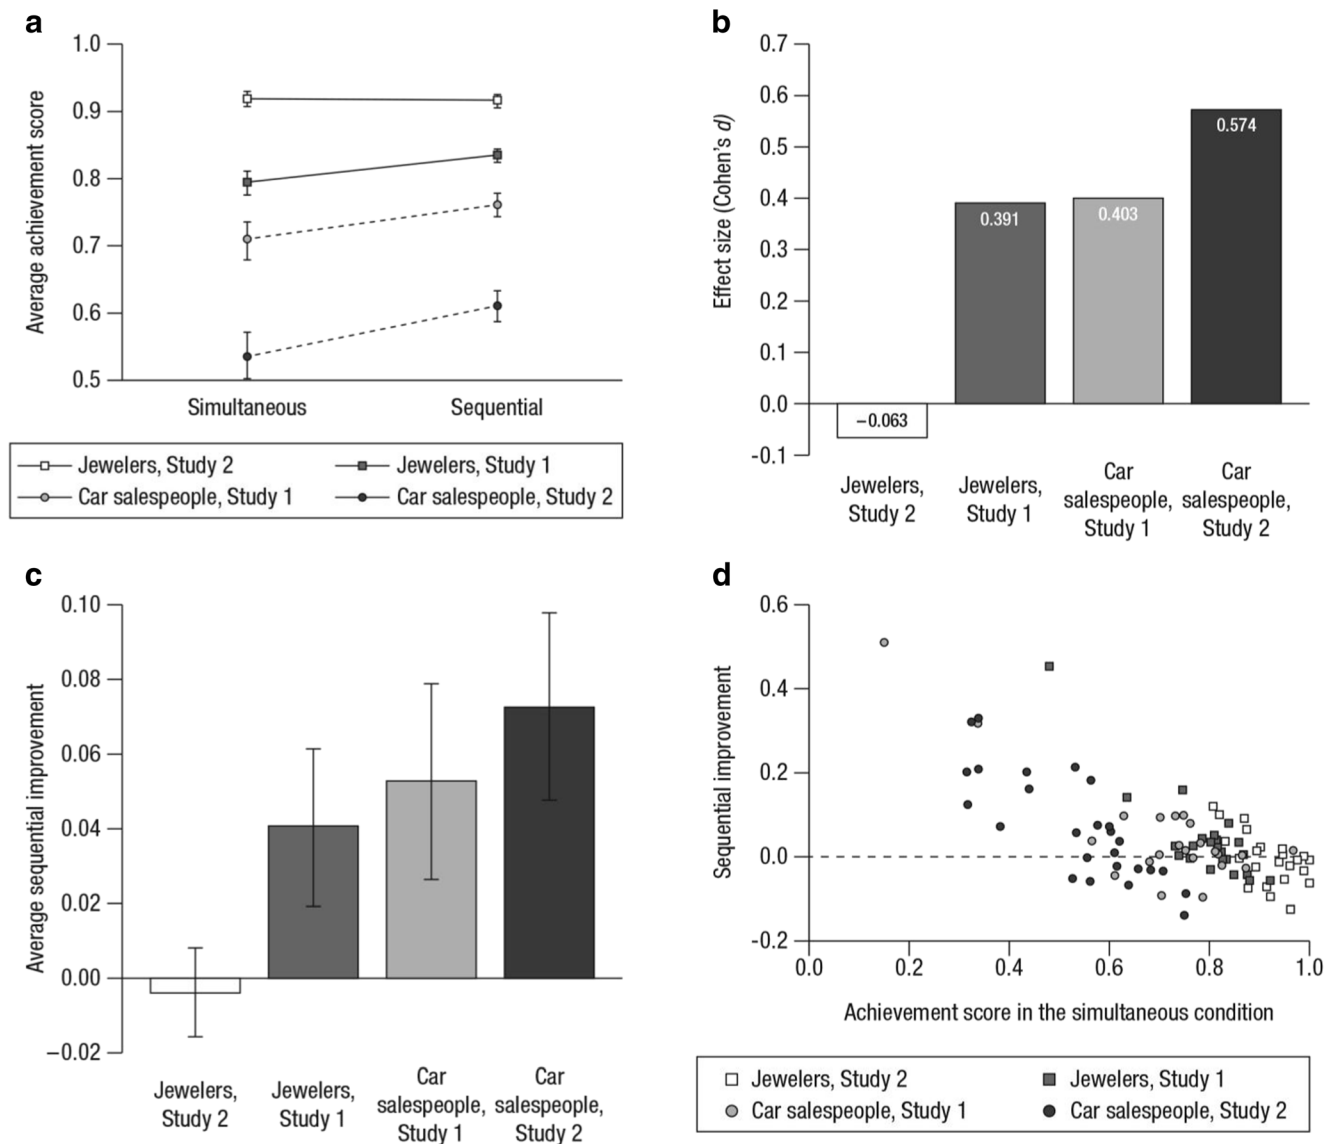 a
1.0
0.9
0.8
0.7
0.6
0.5
Average achievement score
Simultaneous
Sequential
Jewelers, Study 2
Jewelers, Study 1
Car salespeople, Study 1
Car salespeople, Study 2
b
0.7
0.6
0.5
0.4
0.3
0.2
0.1
0.0
-0.1
Effect size (Cohen's d)
−0.063
0.391
0.403
0.574
Jewelers,
Study 2
Jewelers,
Study 1
Car
salespeople,
Study 1
Car
salespeople,
Study 2
c
0.10
0.08
0.06
0.04
0.02
0.00
−0.02
Average sequential improvement
Jewelers,
Study 2
Jewelers,
Study 1
Car
salespeople,
Study 1
Car
salespeople,
Study 2
d
0.6
0.4
0.2
0.0
-0.2
Sequential improvement
0.0
0.2
0.4
0.6
0.8
1.0
Achievement score in the simultaneous condition
Jewelers, Study 2
Jewelers, Study 1
Car salespeople, Study 1
Car salespeople, Study 2